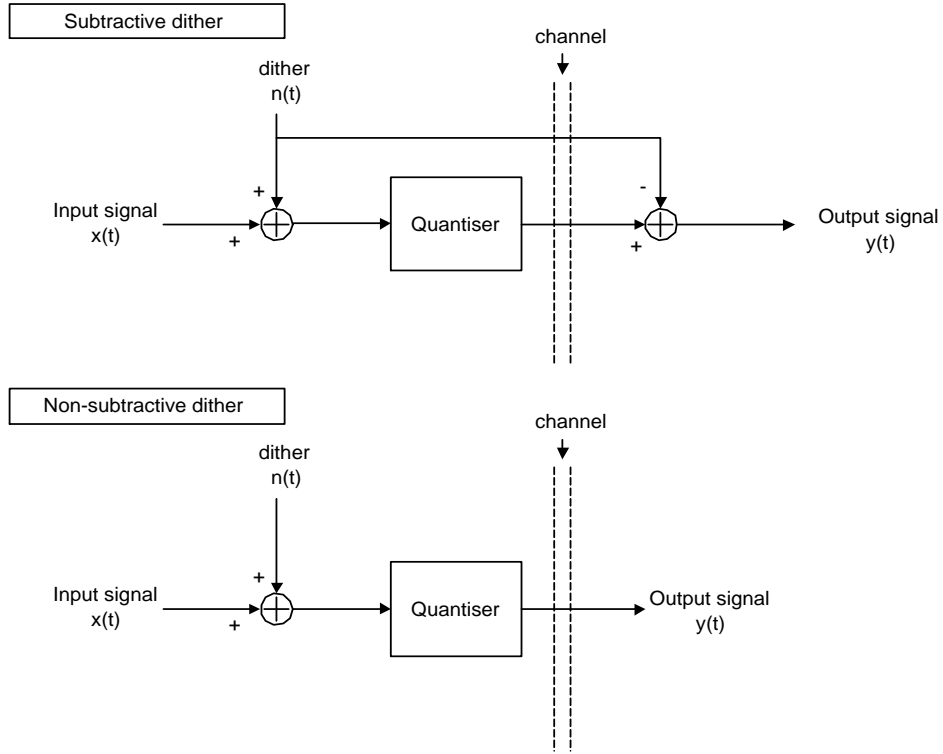 Subtractive dither
channel
dither
n(t)
+
-
Input signal
x(t)
+
Quantiser
+
Output signal
y(t)
Non-subtractive dither
channel
dither
n(t)
+
Input signal
x(t)
+
Quantiser
Output signal
y(t)